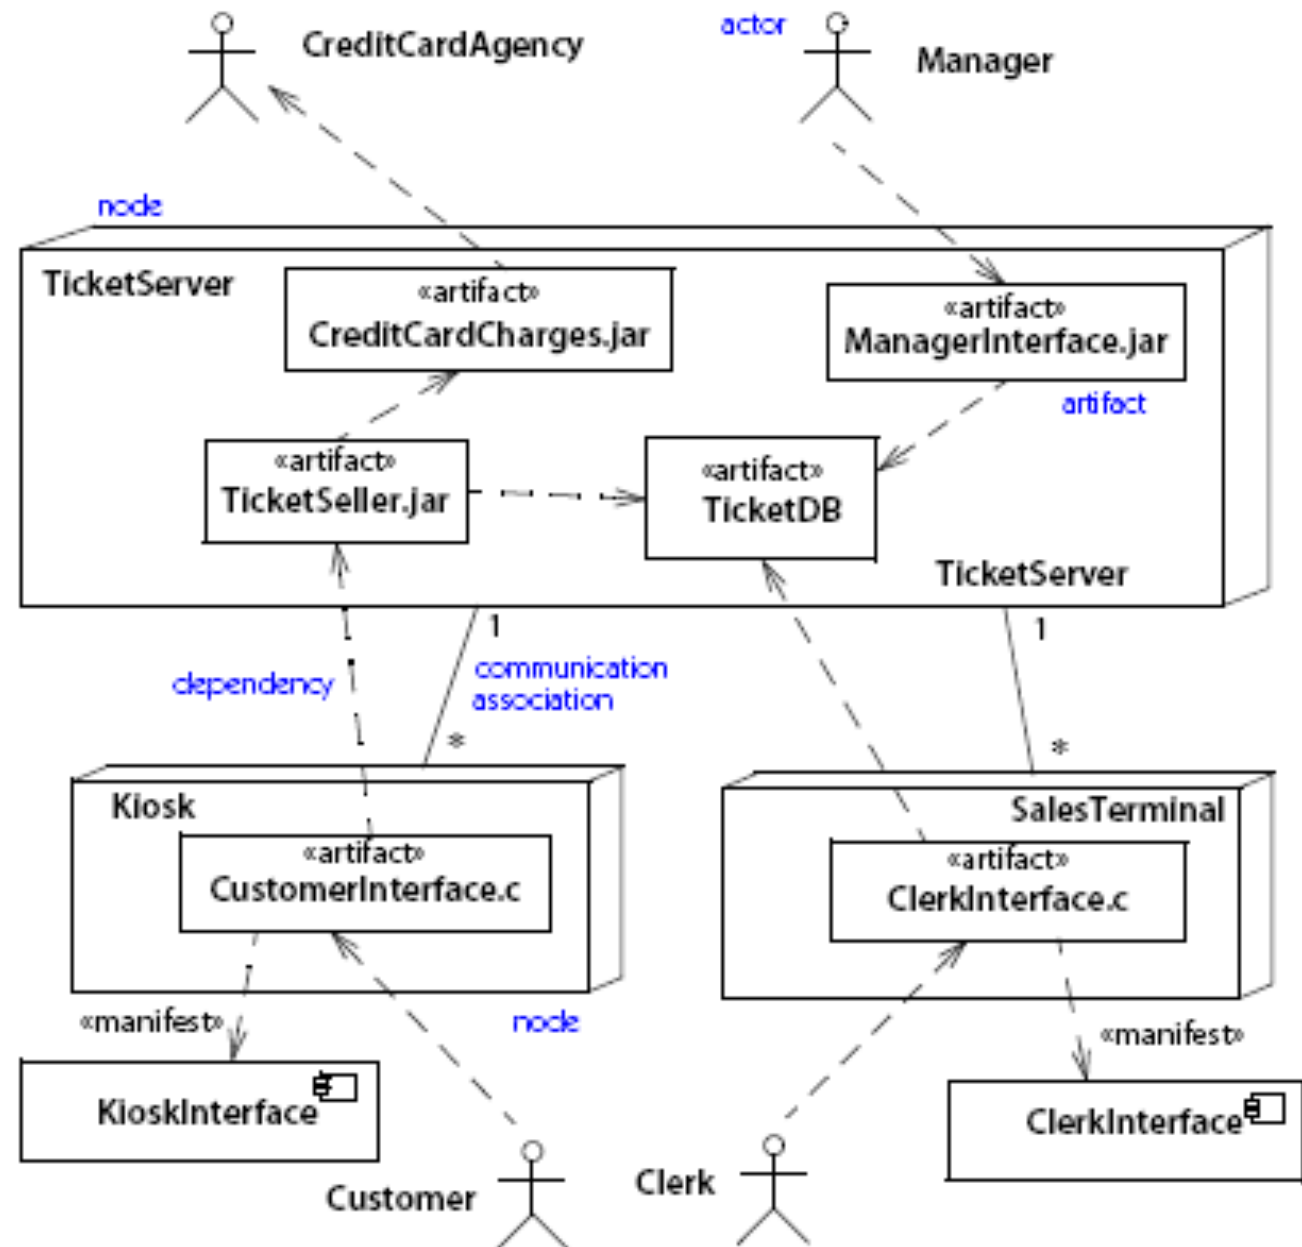 CreditCardAgency
actor
Manager
node
TicketServer
«artifact»
CreditCardCharges.jar
«artifact»
ManagerInterface.jar
artifact
«artifact»
TicketSeller.jar
«artifact»
TicketDB
TicketServer
1
1
dependency
communication
association
*
*
Kiosk
SalesTerminal
«artifact»
CustomerInterface.c
«artifact»
ClerkInterface.c
«manifest»
node
«manifest»
KioskInterface
ClerkInterface
Customer
Clerk